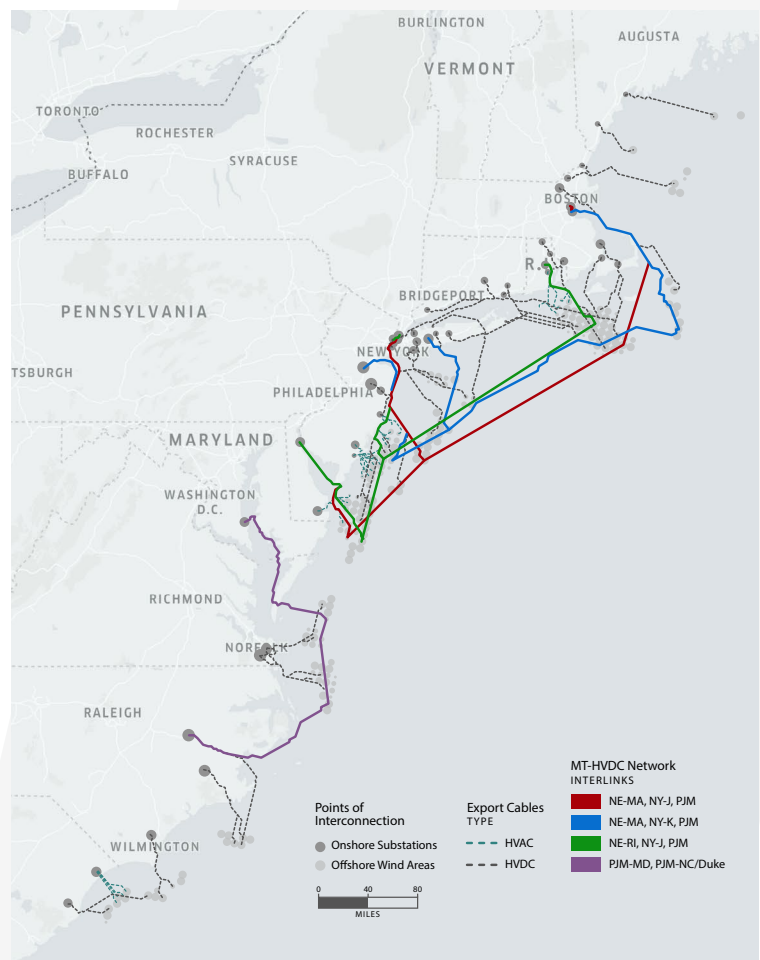 BURLINGTON
AUGUSTA
VERMONT
TORONTO
ROCHESTER
SYRACUSE
BUFFALO
BOSTON
R.I.
BRIDGEPORT
PENNSYLVANIA
NEW YORK
TSBURGH
PHILADELPHIA
MARYLAND
WASHINGTON
D.C.
RICHMOND
NORFOLK
RALEIGH
WILMINGTON
Points of
Interconnection
Onshore Substations
Offshore Wind Areas
0 40 80
MILES
Export Cables
TYPE
HVAC
HVDC
MT-HVDC Network
INTERLINKS
NE-MA, NY-J, PJM
NE-MA, NY-K, PJM
NE-RI, NY-J, PJM
PJM-MD, PJM-NC/Duke